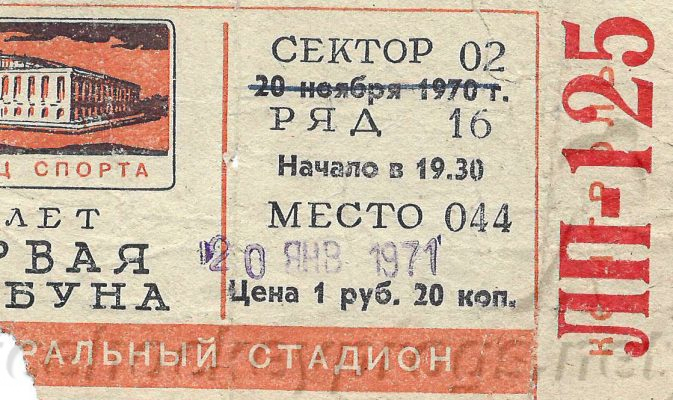 Ц СПОРТА
ЛЕТ
РВАЯ
БУНА
СЕКТОР 02
20 ноября 1970 г.
РЯД 16
Начало в 19.30
МЕСТО 044
20 ЯНВ 1971
Цена 1 руб. 20 коп.
РАЛЬНЫЙ СТАДИОН
ЛП-125